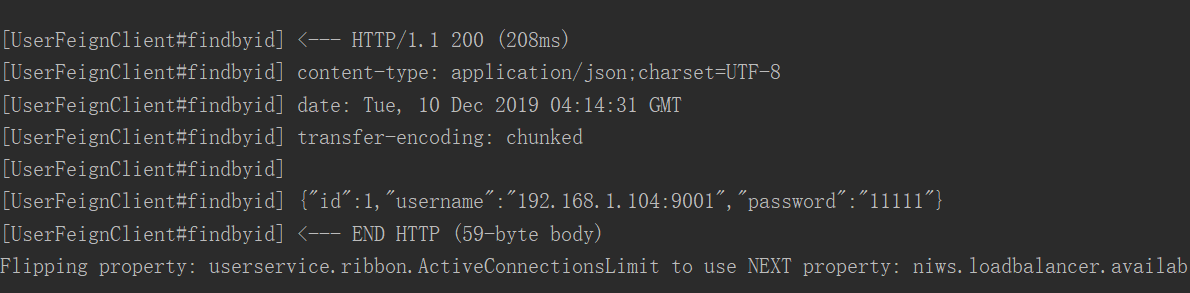 [UserFeignClient#findbyid] <--- HTTP/1.1 200 (208ms)
[UserFeignClient#findbyid] content-type: application/json;charset=UTF-8
[UserFeignClient#findbyid] date: Tue, 10 Dec 2019 04:14:31 GMT
[UserFeignClient#findbyid] transfer-encoding: chunked
[UserFeignClient#findbyid]
[UserFeignClient#findbyid] {"id":1,"username":"192.168.1.104:9001","password":"11111"}
[UserFeignClient#findbyid] <--- END HTTP (59-byte body)
Flipping property: userservice.ribbon.ActiveConnectionsLimit to use NEXT property: niws.loadbalancer.availab